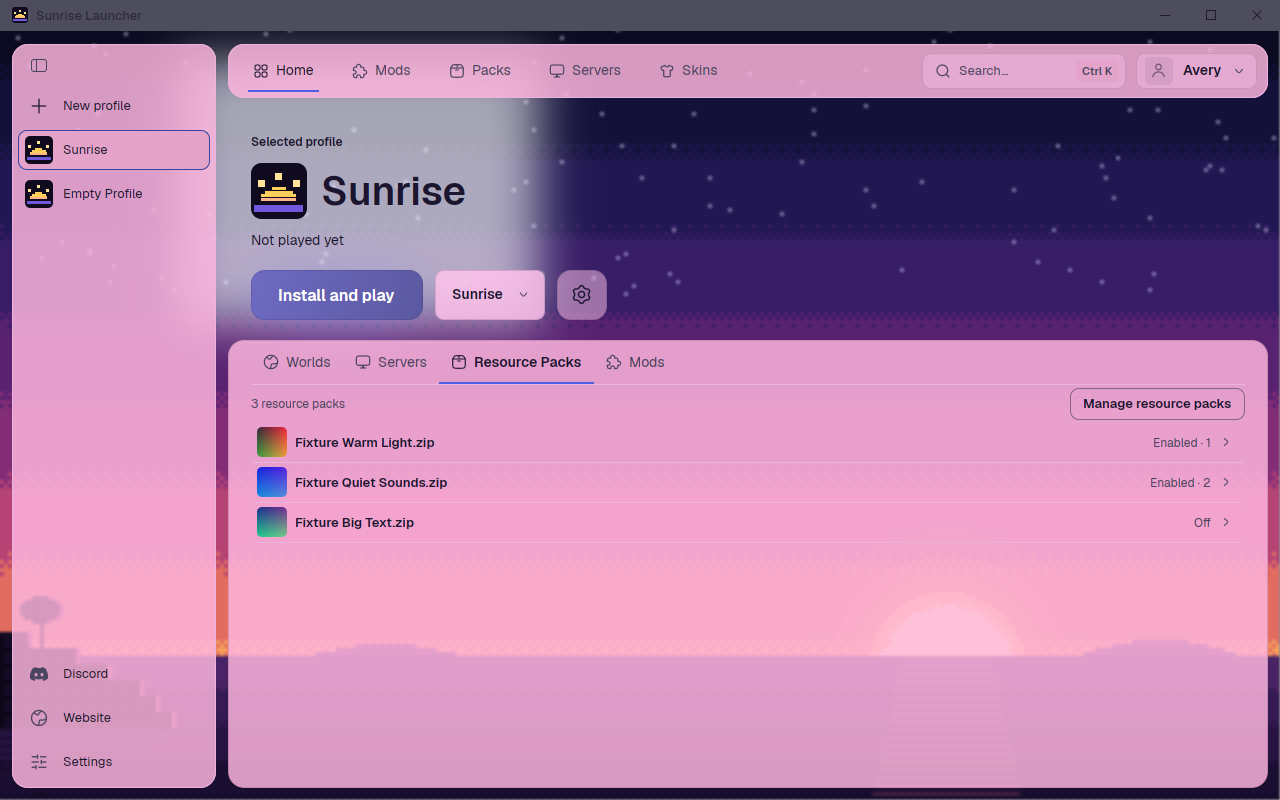 Sunrise Launcher
New profile
Sunrise
Empty Profile
Discord
Website
Settings
Home Mods Packs Servers Skins Search... Ctrl K Avery
Selected profile
Sunrise
Not played yet
Install and play Sunrise
Worlds Servers Resource Packs Mods
3 resource packs Manage resource packs
Fixture Warm Light.zip Enabled · 1
Fixture Quiet Sounds.zip Enabled · 2
Fixture Big Text.zip Off